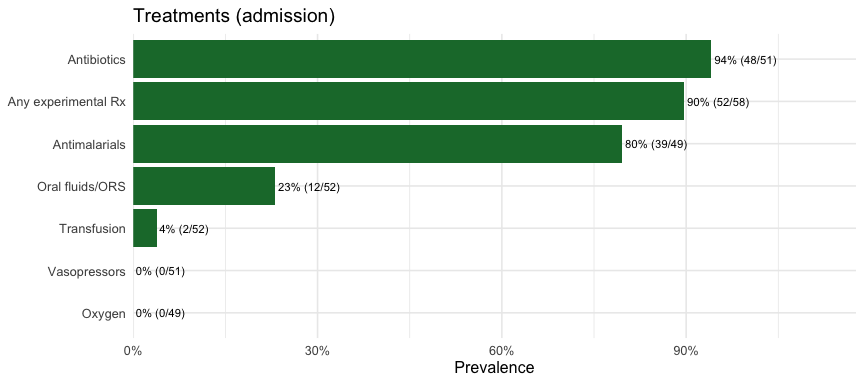 Treatments (admission)
Antibiotics 94% (48/51)
Any experimental Rx 90% (52/58)
Antimalarials 80% (39/49)
Oral fluids/ORS 23% (12/52)
Transfusion 4% (2/52)
Vasopressors 0% (0/51)
Oxygen 0% (0/49)
0% 30% 60% 90%
Prevalence